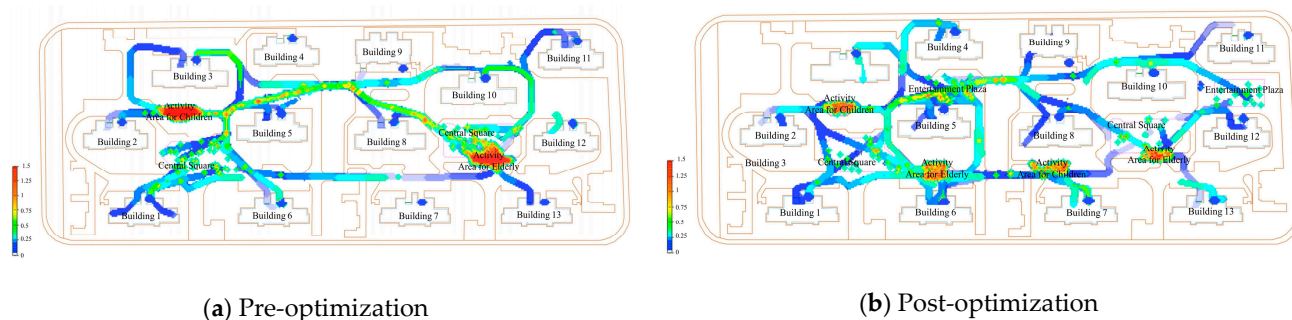 Building 9
Building 4
Building 11
Building 3
Building 10
Activity
Area for Children
Building 5
Building 2
Building 8
Central Square
Building 12
Activity
Central Square
Area for Elderly
Building 1
Building 6
Building 7
Building 13
1.5
1
0.75
0.5
0.25
0
(a) Pre-optimization
Building 4
Building 9
Building 11
Entertainment Plaza
Building 10
Entertainment Plaza
Activity
Area for Children
Building 5
Central Square
Building 2
Building 8
Building 12
Building 3
Central Square
Activity
Area for Elderly
Activity
Area for Children
Activity
Area for Elderly
Building 1
Building 6
Building 7
Building 13
1.5
1
0.75
0.5
0.25
0
(b) Post-optimization